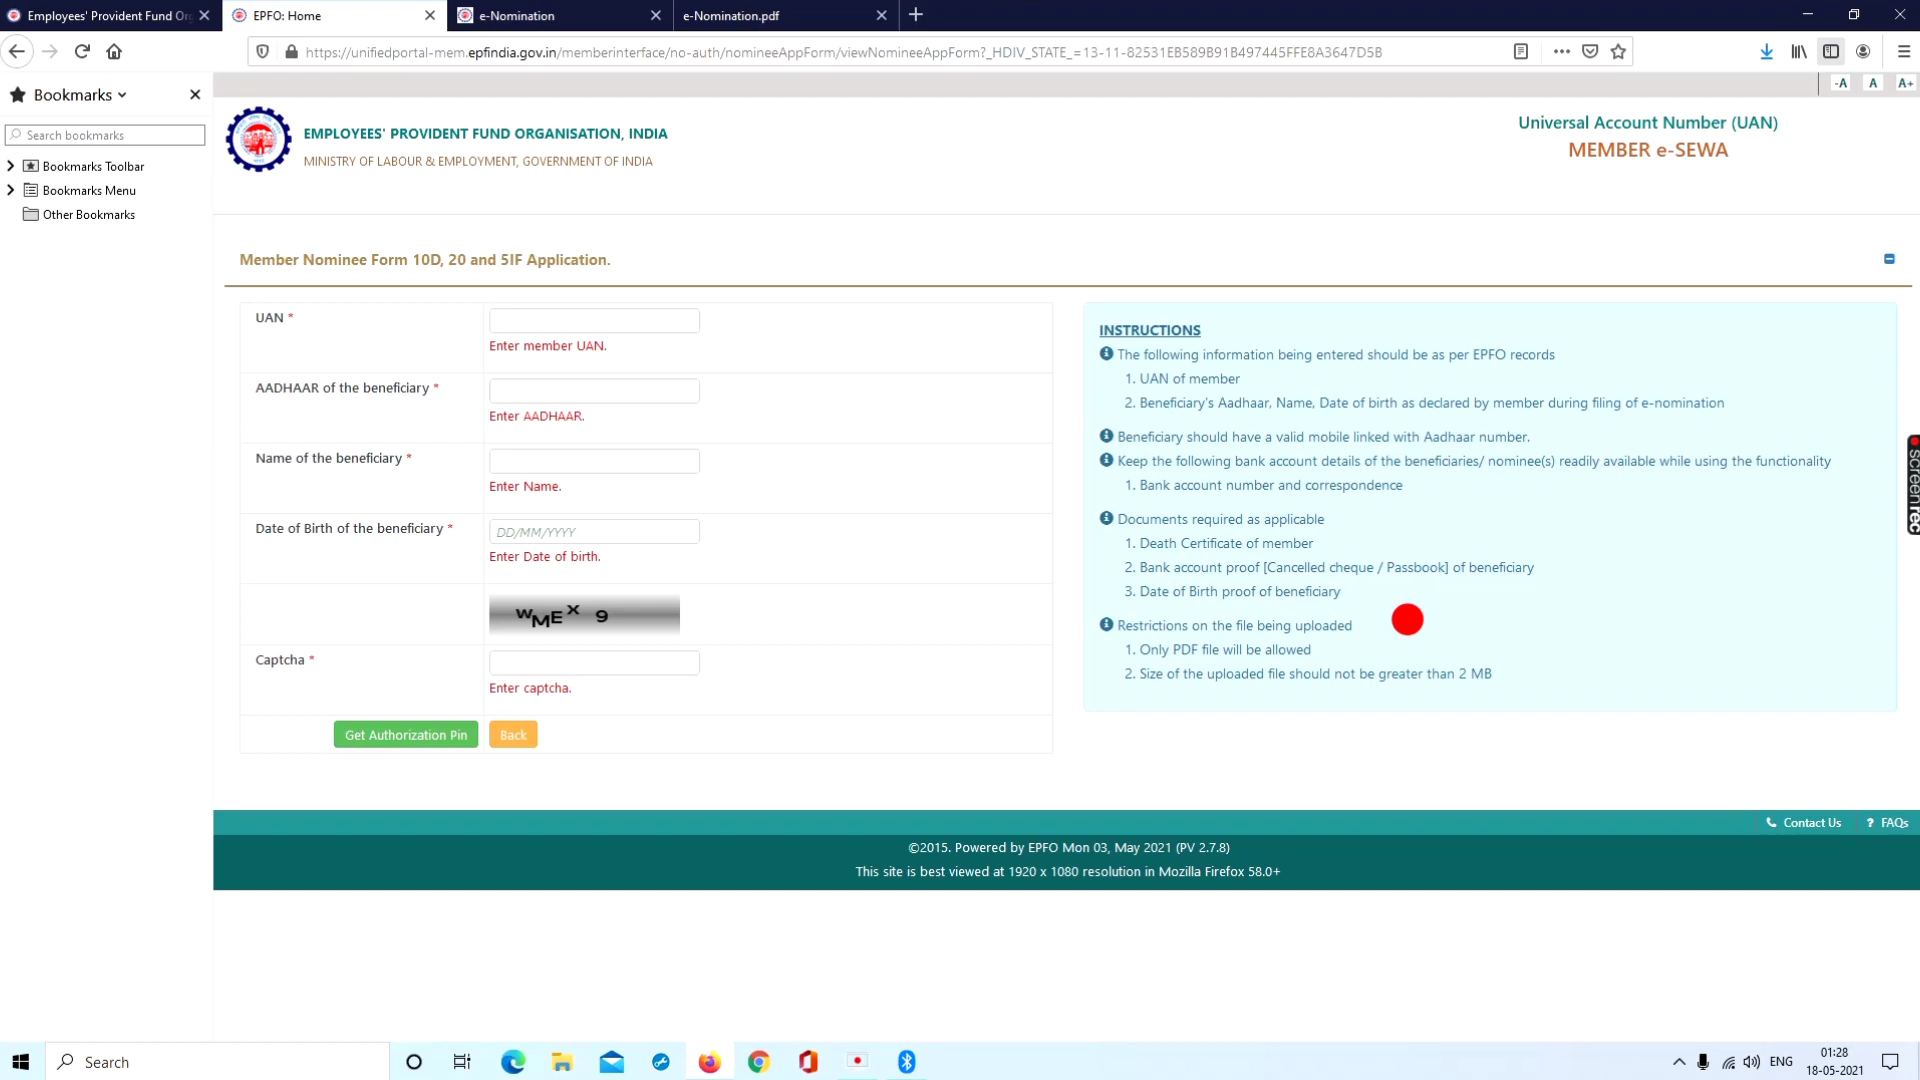 Employees' Provident Fund Or
EPFO: Home
e-Nomination
e-Nomination.pdf
https://unifiedportal-mem.epfindia.gov.in/memberinterface/no-auth/nomineeAppForm/viewNomineeAppForm?_HDIV_STATE_=13-11-82531EB589B91B497445FFE8A3647D5B
Bookmarks
Search bookmarks
Bookmarks Toolbar
Bookmarks Menu
Other Bookmarks
-A A A+
EMPLOYEES' PROVIDENT FUND ORGANISATION, INDIA
MINISTRY OF LABOUR & EMPLOYMENT, GOVERNMENT OF INDIA
Universal Account Number (UAN)
MEMBER e-SEWA
Member Nominee Form 10D, 20 and 5IF Application.
UAN *
Enter member UAN.
AADHAAR of the beneficiary *
Enter AADHAAR.
Name of the beneficiary *
Enter Name.
Date of Birth of the beneficiary *
DD/MM/YYYY
Enter Date of birth.
wMEX 9
Captcha *
Enter captcha.
Get Authorization Pin
Back
INSTRUCTIONS
The following information being entered should be as per EPFO records
1. UAN of member
2. Beneficiary's Aadhaar, Name, Date of birth as declared by member during filing of e-nomination
Beneficiary should have a valid mobile linked with Aadhaar number.
Keep the following bank account details of the beneficiaries/ nominee(s) readily available while using the functionality
1. Bank account number and correspondence
Documents required as applicable
1. Death Certificate of member
2. Bank account proof [Cancelled cheque / Passbook] of beneficiary
3. Date of Birth proof of beneficiary
Restrictions on the file being uploaded
1. Only PDF file will be allowed
2. Size of the uploaded file should not be greater than 2 MB
screenTec
Contact Us
? FAQs
©2015. Powered by EPFO Mon 03, May 2021 (PV 2.7.8)
This site is best viewed at 1920 x 1080 resolution in Mozilla Firefox 58.0+
Search
ENG
01:28
18-05-2021